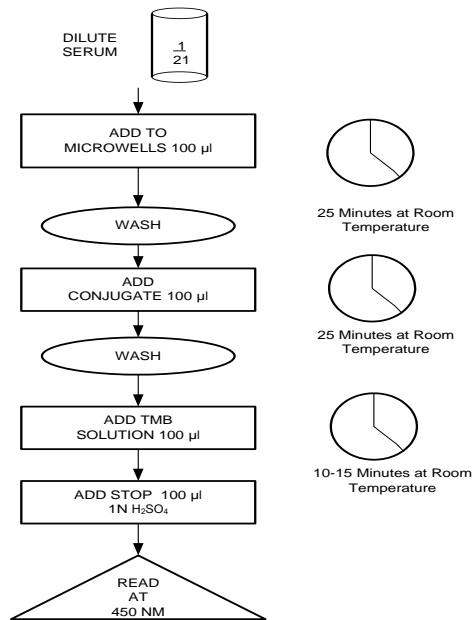 DILUTE
SERUM
1
21
ADD TO
MICROWELLS 100 µl
25 Minutes at Room
Temperature
WASH
ADD
CONJUGATE 100 µl
25 Minutes at Room
Temperature
WASH
ADD TMB
SOLUTION 100 µl
10-15 Minutes at Room
Temperature
ADD STOP 100 µl
1N H₂SO₄
READ
AT
450 NM